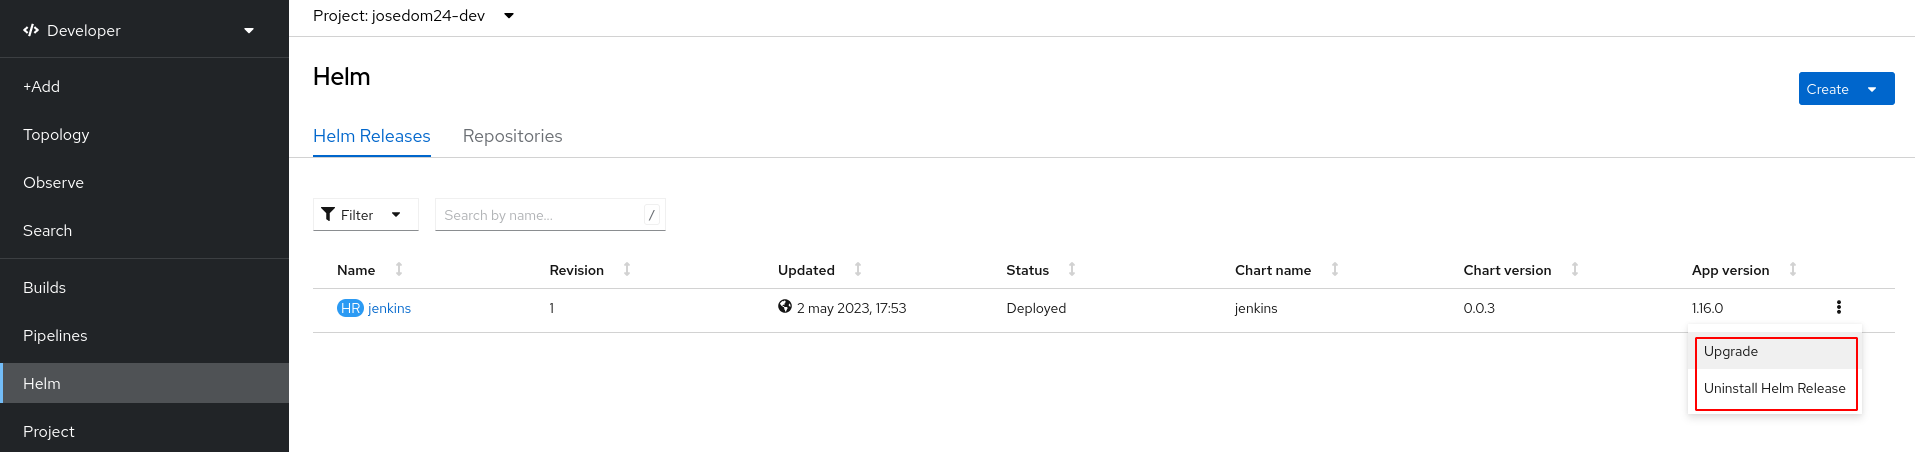 Developer
+Add
Topology
Observe
Search
Builds
Pipelines
Helm
Project
Project: josedom24-dev
Helm
Create
Helm Releases Repositories
Filter Search by name... /
Name Revision Updated Status Chart name Chart version App version
HR jenkins 1 2 may 2023, 17:53 Deployed jenkins 0.0.3 1.16.0
Upgrade
Uninstall Helm Release